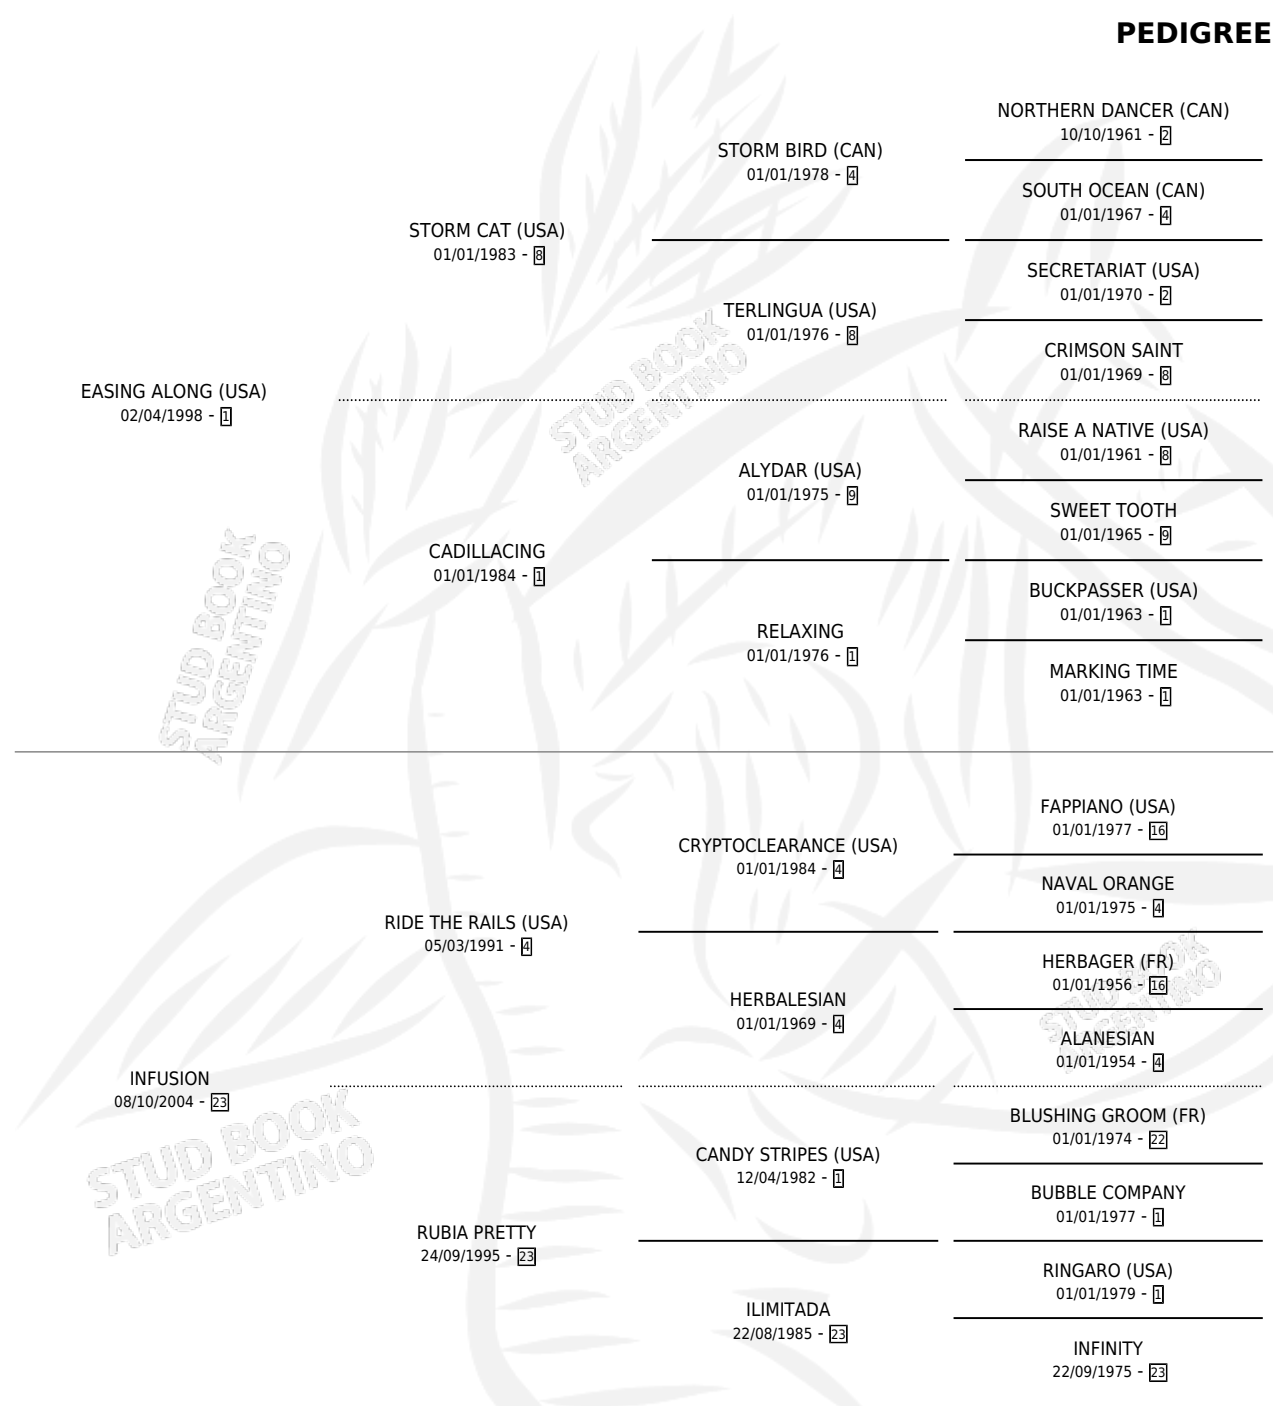 PEDIGREE
NORTHERN DANCER (CAN)
10/10/1961 - 2
STORM BIRD (CAN)
01/01/1978 - 4
SOUTH OCEAN (CAN)
01/01/1967 - 4
STORM CAT (USA)
01/01/1983 - 8
SECRETARIAT (USA)
01/01/1970 - 2
TERLINGUA (USA)
01/01/1976 - 8
CRIMSON SAINT
01/01/1969 - 8
EASING ALONG (USA)
02/04/1998 - 1
RAISE A NATIVE (USA)
01/01/1961 - 8
ALYDAR (USA)
01/01/1975 - 9
SWEET TOOTH
01/01/1965 - 9
CADILLACING
01/01/1984 - 1
BUCKPASSER (USA)
01/01/1963 - 1
RELAXING
01/01/1976 - 1
MARKING TIME
01/01/1963 - 1
FAPPIANO (USA)
01/01/1977 - 16
CRYPTOCLEARANCE (USA)
01/01/1984 - 4
NAVAL ORANGE
01/01/1975 - 4
RIDE THE RAILS (USA)
05/03/1991 - 4
HERBAGER (FR)
01/01/1956 - 16
HERBALESIAN
01/01/1969 - 4
ALANESIAN
01/01/1954 - 4
INFUSION
08/10/2004 - 23
BLUSHING GROOM (FR)
01/01/1974 - 22
CANDY STRIPES (USA)
12/04/1982 - 1
BUBBLE COMPANY
01/01/1977 - 1
RUBIA PRETTY
24/09/1995 - 23
RINGARO (USA)
01/01/1979 - 1
ILIMITADA
22/08/1985 - 23
INFINITY
22/09/1975 - 23
STUD BOOK
ARGENTINO
STUD BOOK
ARGENTINO
STUD BOOK
ARGENTINO
STUD BOOK
ARGENTINO